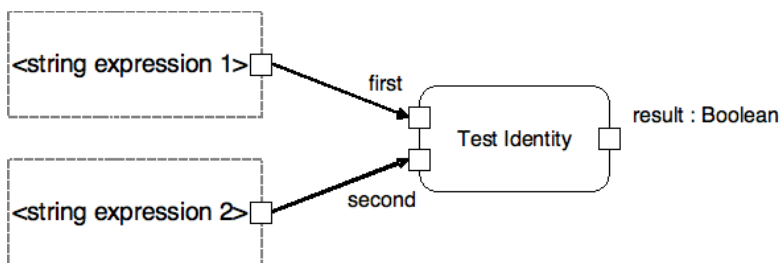 <string expression 1>
first
Test Identity
result : Boolean
<string expression 2>
second